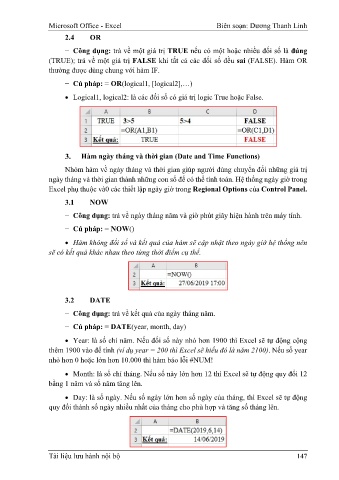 Microsoft Office - Excel Biên soạn: Dương Thanh Linh
2.4 OR
− Công dụng: trả về một giá trị TRUE nếu có một hoặc nhiều đối số là đúng
(TRUE); trả về một giá trị FALSE khi tất cả các đối số đều sai (FALSE). Hàm OR
thường được dùng chung với hàm IF.
− Cú pháp: = OR(logical1, [logical2],…)
• Logical1, logical2: là các đối số có giá trị logic True hoặc False.
A B C D
1 TRUE 3>5 5>4 FALSE
2 =OR(A1,B1) =OR(C1,D1)
3 Kết quả: TRUE FALSE
3. Hàm ngày tháng và thời gian (Date and Time Functions)
Nhóm hàm về ngày tháng và thời gian giúp người dùng chuyển đổi những giá trị
ngày tháng và thời gian thành những con số để có thể tính toán. Hệ thống ngày giờ trong
Excel phụ thuộc và0 các thiết lập ngày giờ trong Regional Options của Control Panel.
3.1 NOW
− Công dụng: trả về ngày tháng năm và giờ phút giây hiện hành trên máy tính.
− Cú pháp: = NOW()
• Hàm không đối số và kết quả của hàm sẽ cập nhật theo ngày giờ hệ thống nên
sẽ có kết quả khác nhau theo từng thời điểm cụ thể.
A B
2 =NOW()
3 Kết quả: 27/06/2019 17:00
3.2 DATE
− Công dụng: trả về kết quả của ngày tháng năm.
− Cú pháp: = DATE(year, month, day)
• Year: là số chỉ năm. Nếu đối số này nhỏ hơn 1900 thì Excel sẽ tự động cộng
thêm 1900 vào để tính (ví dụ year = 200 thì Excel sẽ hiểu đó là năm 2100). Nếu số year
nhỏ hơn 0 hoặc lớn hơn 10.000 thì hàm báo lỗi #NUM!
• Month: là số chỉ tháng. Nếu số này lớn hơn 12 thì Excel sẽ tự động quy đổi 12
bằng 1 năm và số năm tăng lên.
• Day: là số ngày. Nếu số ngày lớn hơn số ngày của tháng, thì Excel sẽ tự động
quy đổi thành số ngày nhiều nhất của tháng cho phù hợp và tăng số tháng lên.
A B
2 =DATE(2019,6,14)
3 Kết quả: 14/06/2019
Tài liệu lưu hành nội bộ 147